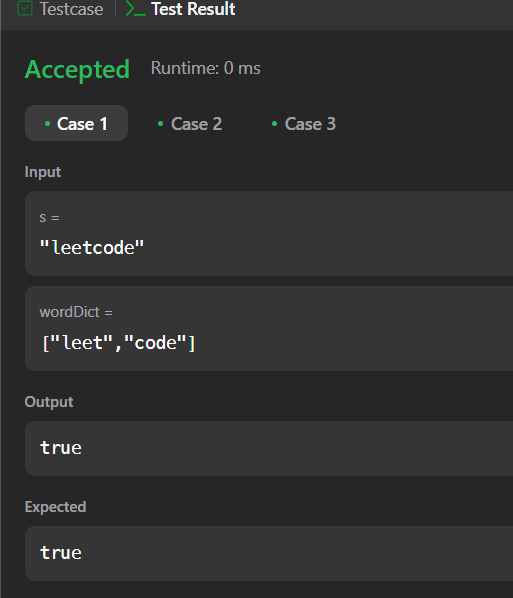 Testcase Test Result
Accepted Runtime: 0 ms
Case 1 Case 2 Case 3
Input
s =
"leetcode"
wordDict =
["leet","code"]
Output
true
Expected
true